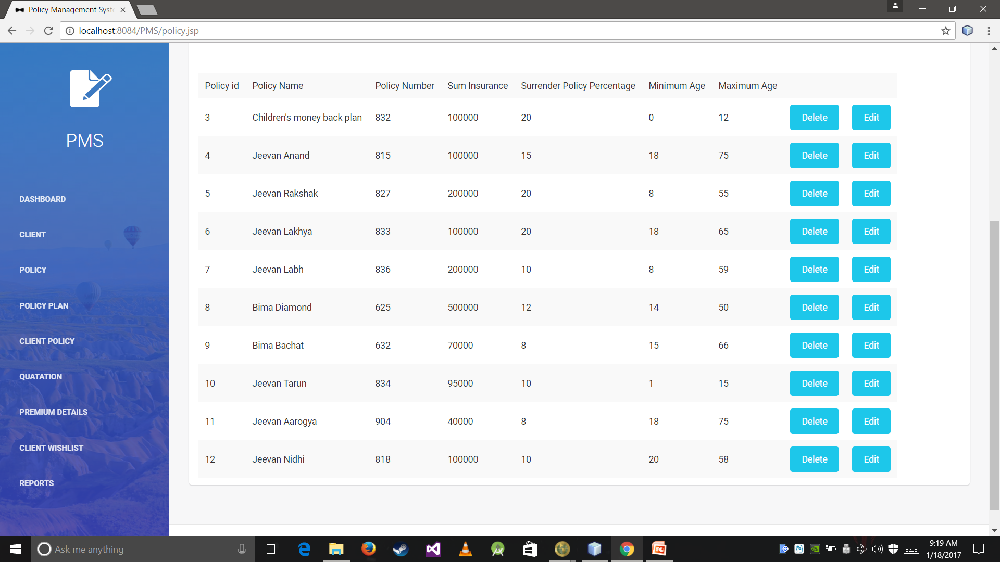 Policy Management Syste
localhost:8084/PMS/policy.jsp
PMS
DASHBOARD
CLIENT
POLICY
POLICY PLAN
CLIENT POLICY
QUATATION
PREMIUM DETAILS
CLIENT WISHLIST
REPORTS
Policy id Policy Name Policy Number Sum Insurance Surrender Policy Percentage Minimum Age Maximum Age
3 Children's money back plan 832 100000 20 0 12 Delete Edit
4 Jeevan Anand 815 100000 15 18 75 Delete Edit
5 Jeevan Rakshak 827 200000 20 8 55 Delete Edit
6 Jeevan Lakhya 833 100000 20 18 65 Delete Edit
7 Jeevan Labh 836 200000 10 8 59 Delete Edit
8 Bima Diamond 625 500000 12 14 50 Delete Edit
9 Bima Bachat 632 70000 8 15 66 Delete Edit
10 Jeevan Tarun 834 95000 10 1 15 Delete Edit
11 Jeevan Aarogya 904 40000 8 18 75 Delete Edit
12 Jeevan Nidhi 818 100000 10 20 58 Delete Edit
Ask me anything
9:19 AM
1/18/2017